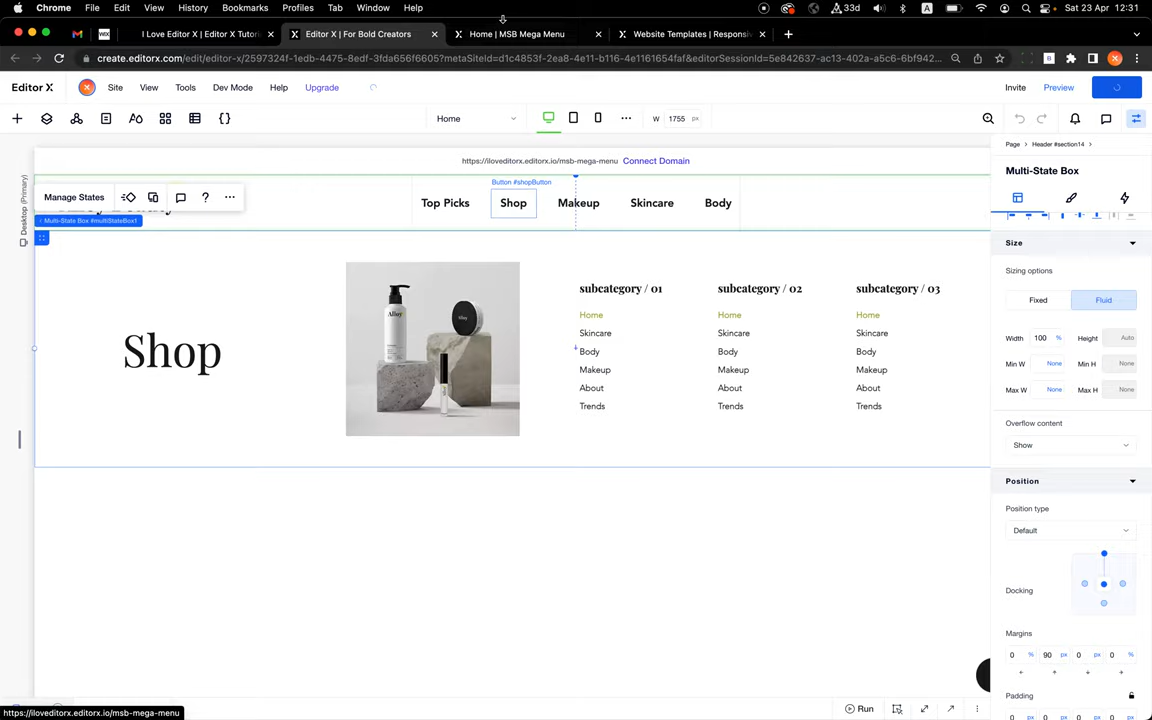 Chrome File Edit View History Bookmarks Profiles Tab Window Help 33d A Sat 23 Apr 12:31
WIX I Love Editor X | Editor X Tutori Editor X | For Bold Creators Home | MSB Mega Menu Website Templates | Responsiv
create.editorx.com/edit/editor-x/2597324f-1edb-4475-8edf-3fda656f6605?metaSiteId=d1c4853f-2ea8-4e11-b116-4e1161654faf&editorSessionId=5e842637-ac13-402a-a5c6-6bf942...
Editor X Site View Tools Dev Mode Help Upgrade Invite Preview
Home W 1755 px
Page Header #section14
https://iloveeditorx.editorx.io/msb-mega-menu Connect Domain
Multi-State Box
Desktop (Primary)
Button #shopButton
Manage States
Top Picks Shop Makeup Skincare Body
Multi-State Box #multiStateBox1
Size
Sizing options
Fixed Fluid
Width 100 % Height Auto
Min W None Min H None
Max W None Max H None
Overflow content
Show
Position
Position type
Default
Docking
Margins
0 % 90 px 0 px 0 %
Padding
Shop
Alloy
subcategory / 01
Home
Skincare
Body
Makeup
About
Trends
subcategory / 02
Home
Skincare
Body
Makeup
About
Trends
subcategory / 03
Home
Skincare
Body
Makeup
About
Trends
https://iloveeditorx.editorx.io/msb-mega-menu
Run